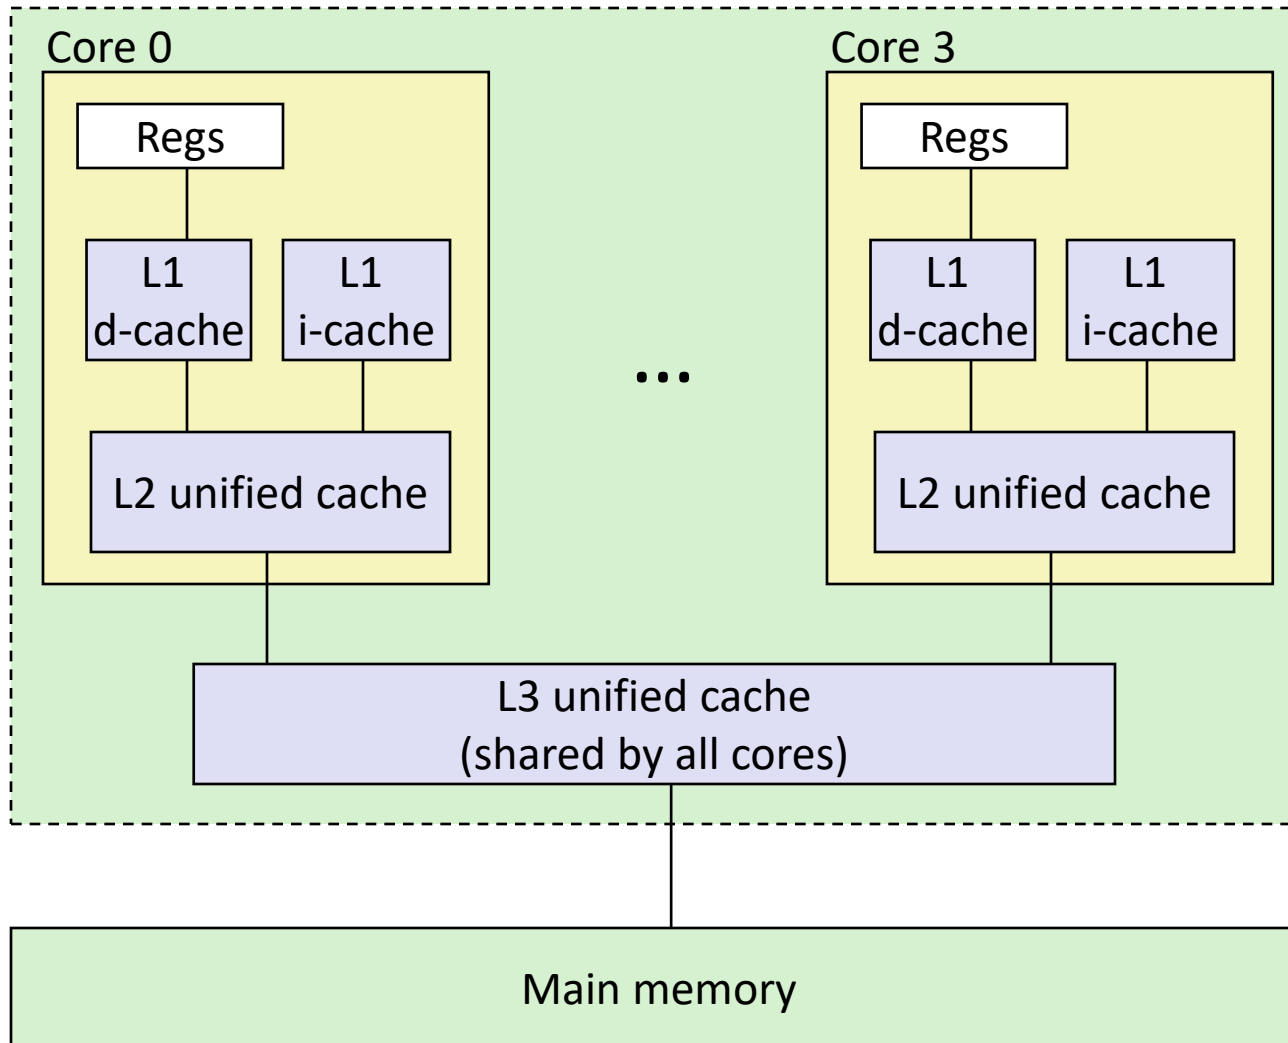 Core 0
Regs
L1
d-cache
L1
i-cache
L2 unified cache
...
Core 3
Regs
L1
d-cache
L1
i-cache
L2 unified cache
L3 unified cache
(shared by all cores)
Main memory